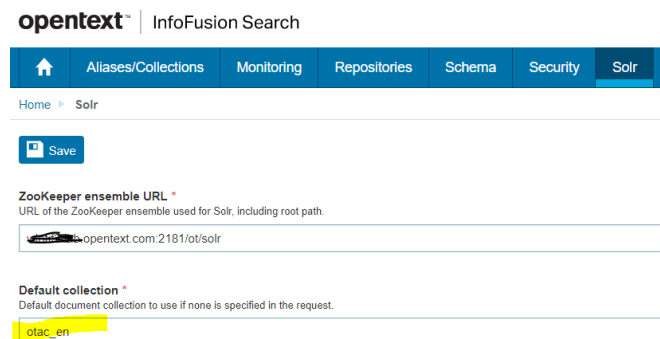 opentext™ | InfoFusion Search
Aliases/Collections Monitoring Repositories Schema Security Solr
Home Solr
Save
ZooKeeper ensemble URL *
URL of the ZooKeeper ensemble used for Solr, including root path.
.opentext.com:2181/ot/solr
Default collection *
Default document collection to use if none is specified in the request.
otac_en